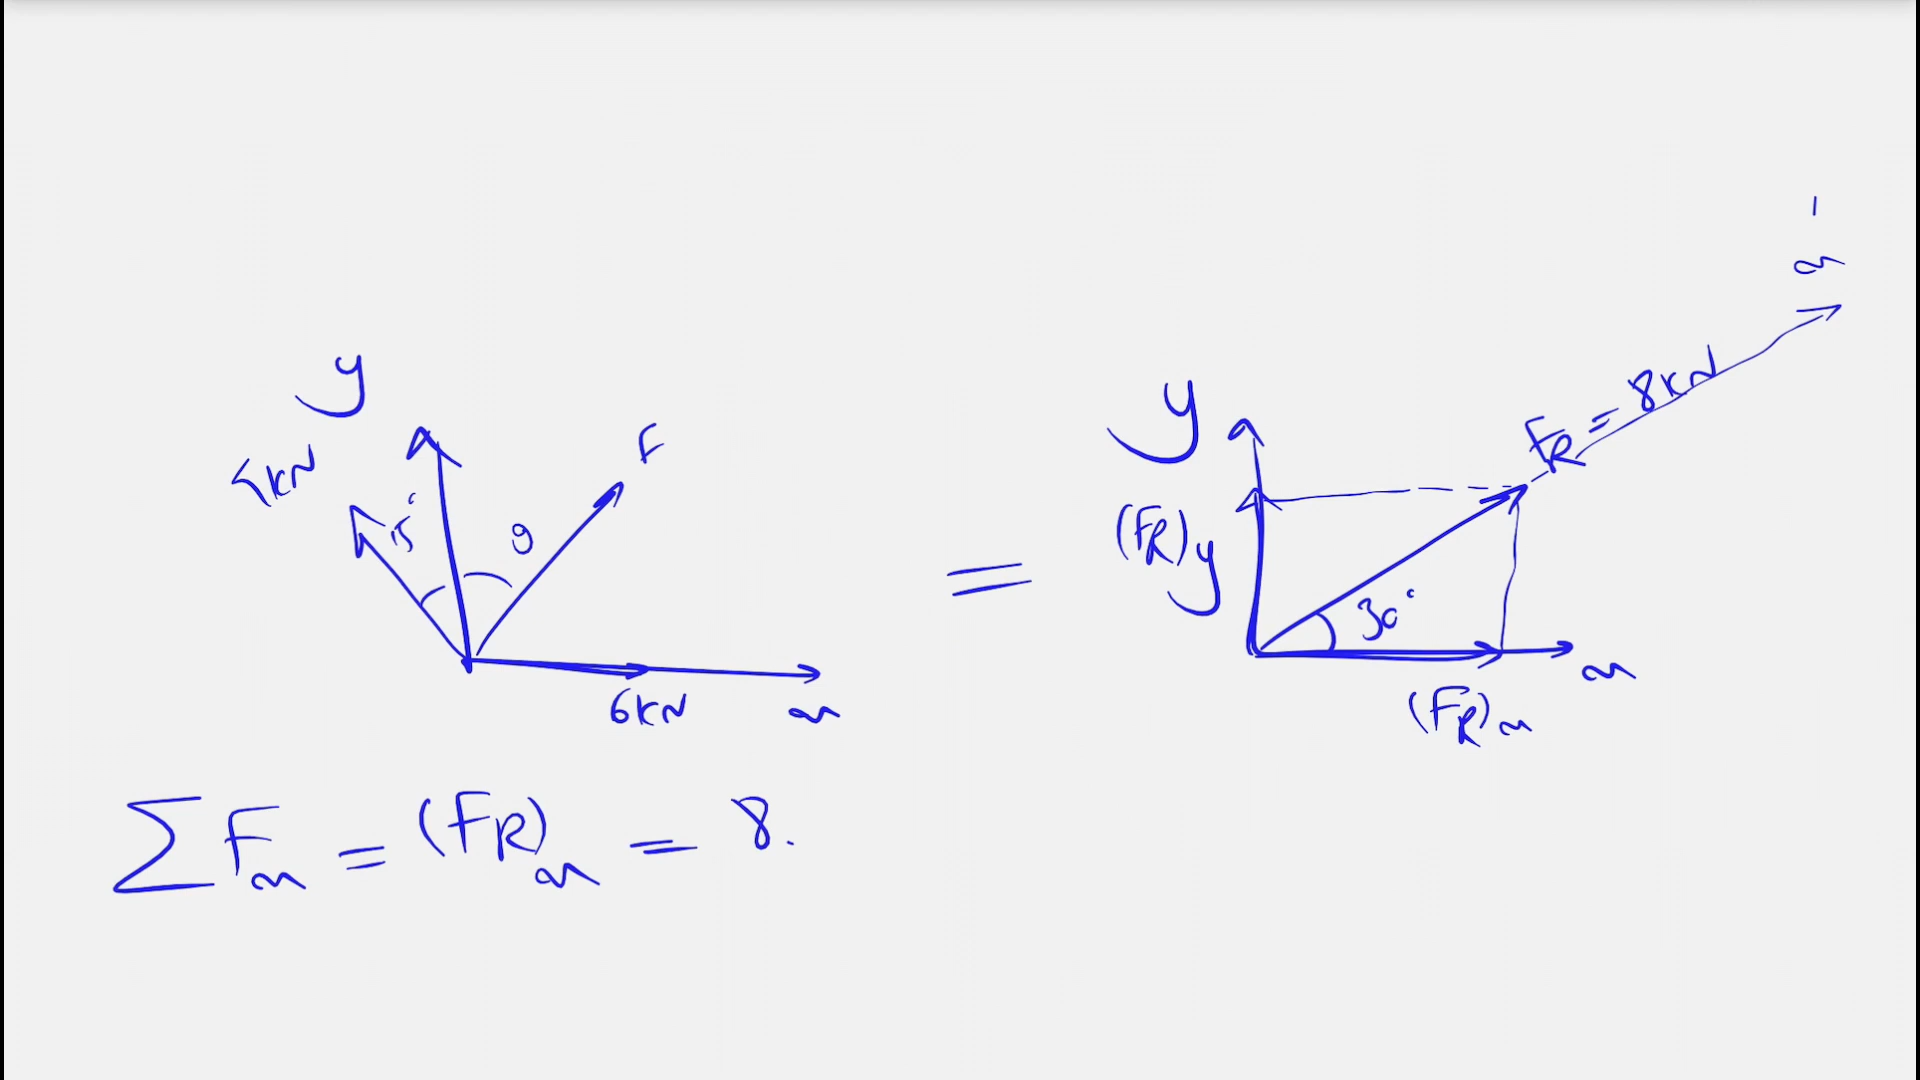 x'
y
5kN
15°
θ
F
6kN
x
=
y
(FR)y
30°
FR = 8kN
x
(FR)x
ΣFx = (FR)x = 8.